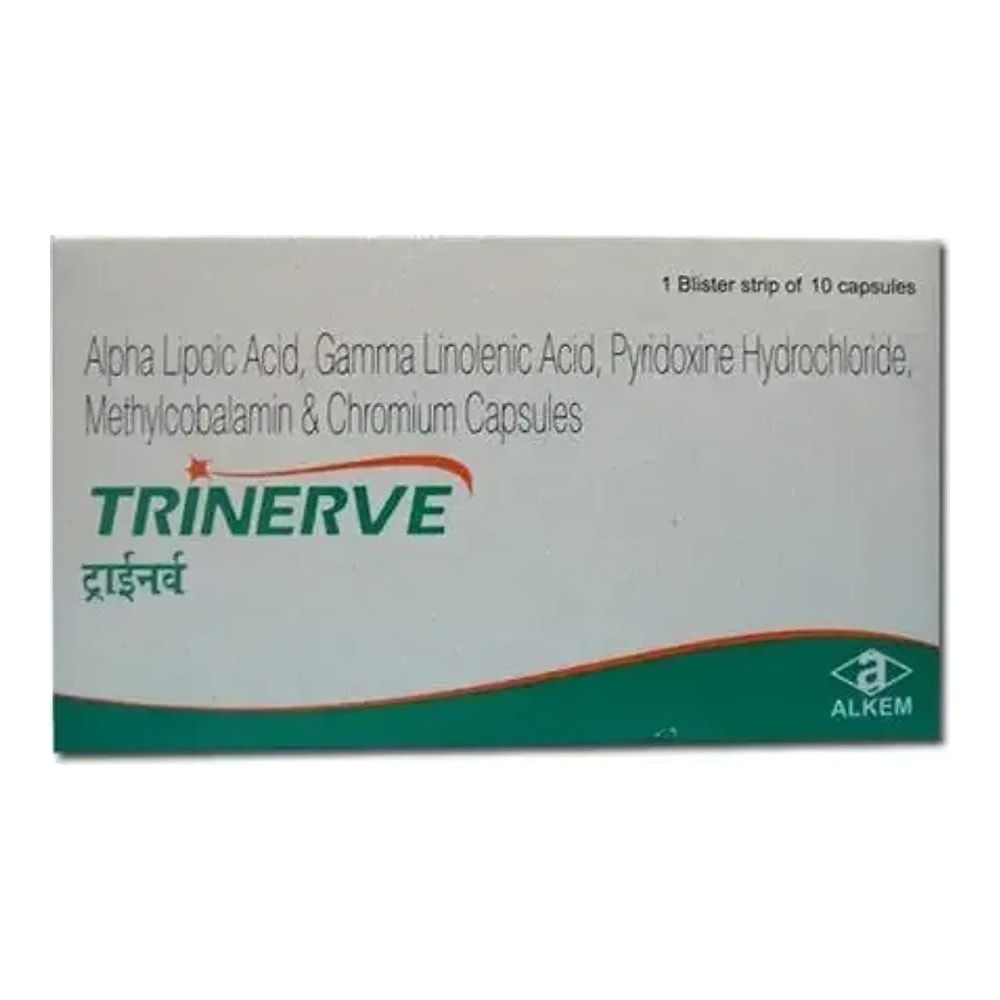 1 Blister strip of 10 capsules
Alpha Lipoic Acid, Gamma Linolenic Acid, Pyridoxine Hydrochloride,
Methylcobalamin & Chromium Capsules
TRINERVE
ट्राईनर्व
a
ALKEM